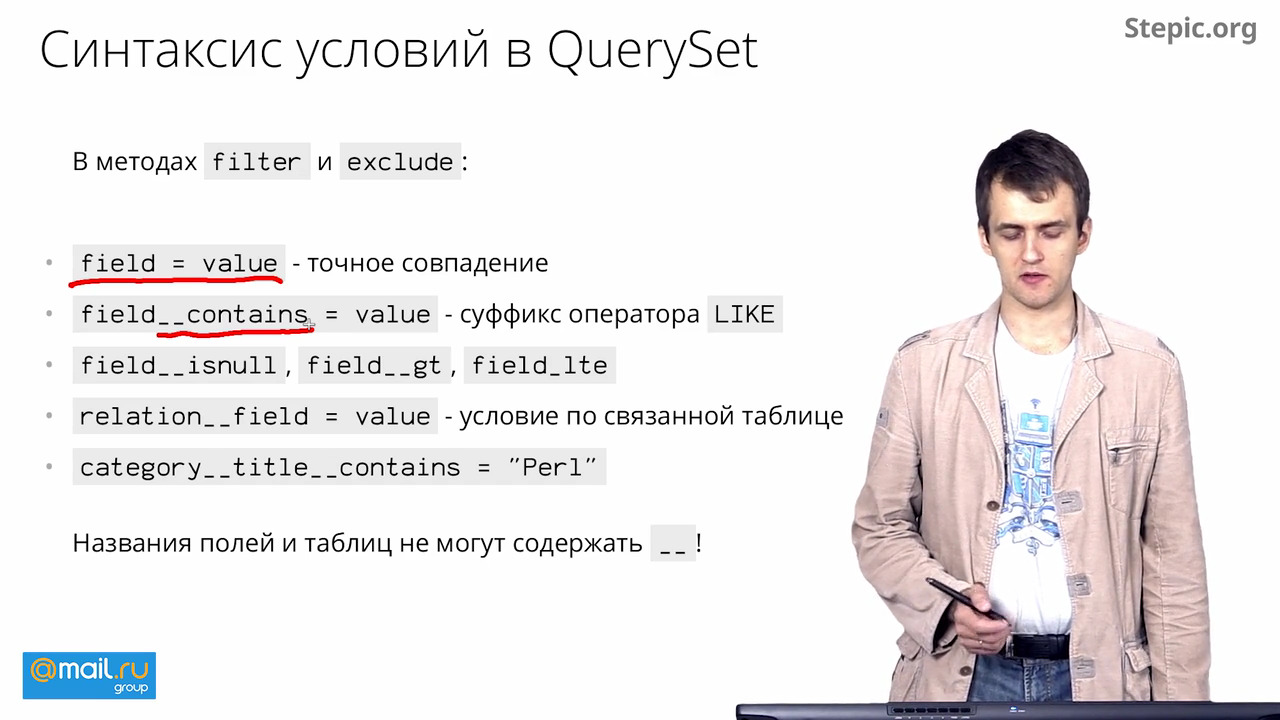 Синтаксис условий в QuerySet
Stepic.org
В методах filter и exclude:
• field = value - точное совпадение
• field__contains = value - суффикс оператора LIKE
• field__isnull, field__gt, field_lte
• relation__field = value - условие по связанной таблице
• category__title__contains = ”Perl”
Названия полей и таблиц не могут содержать __!
@mail.ru
group